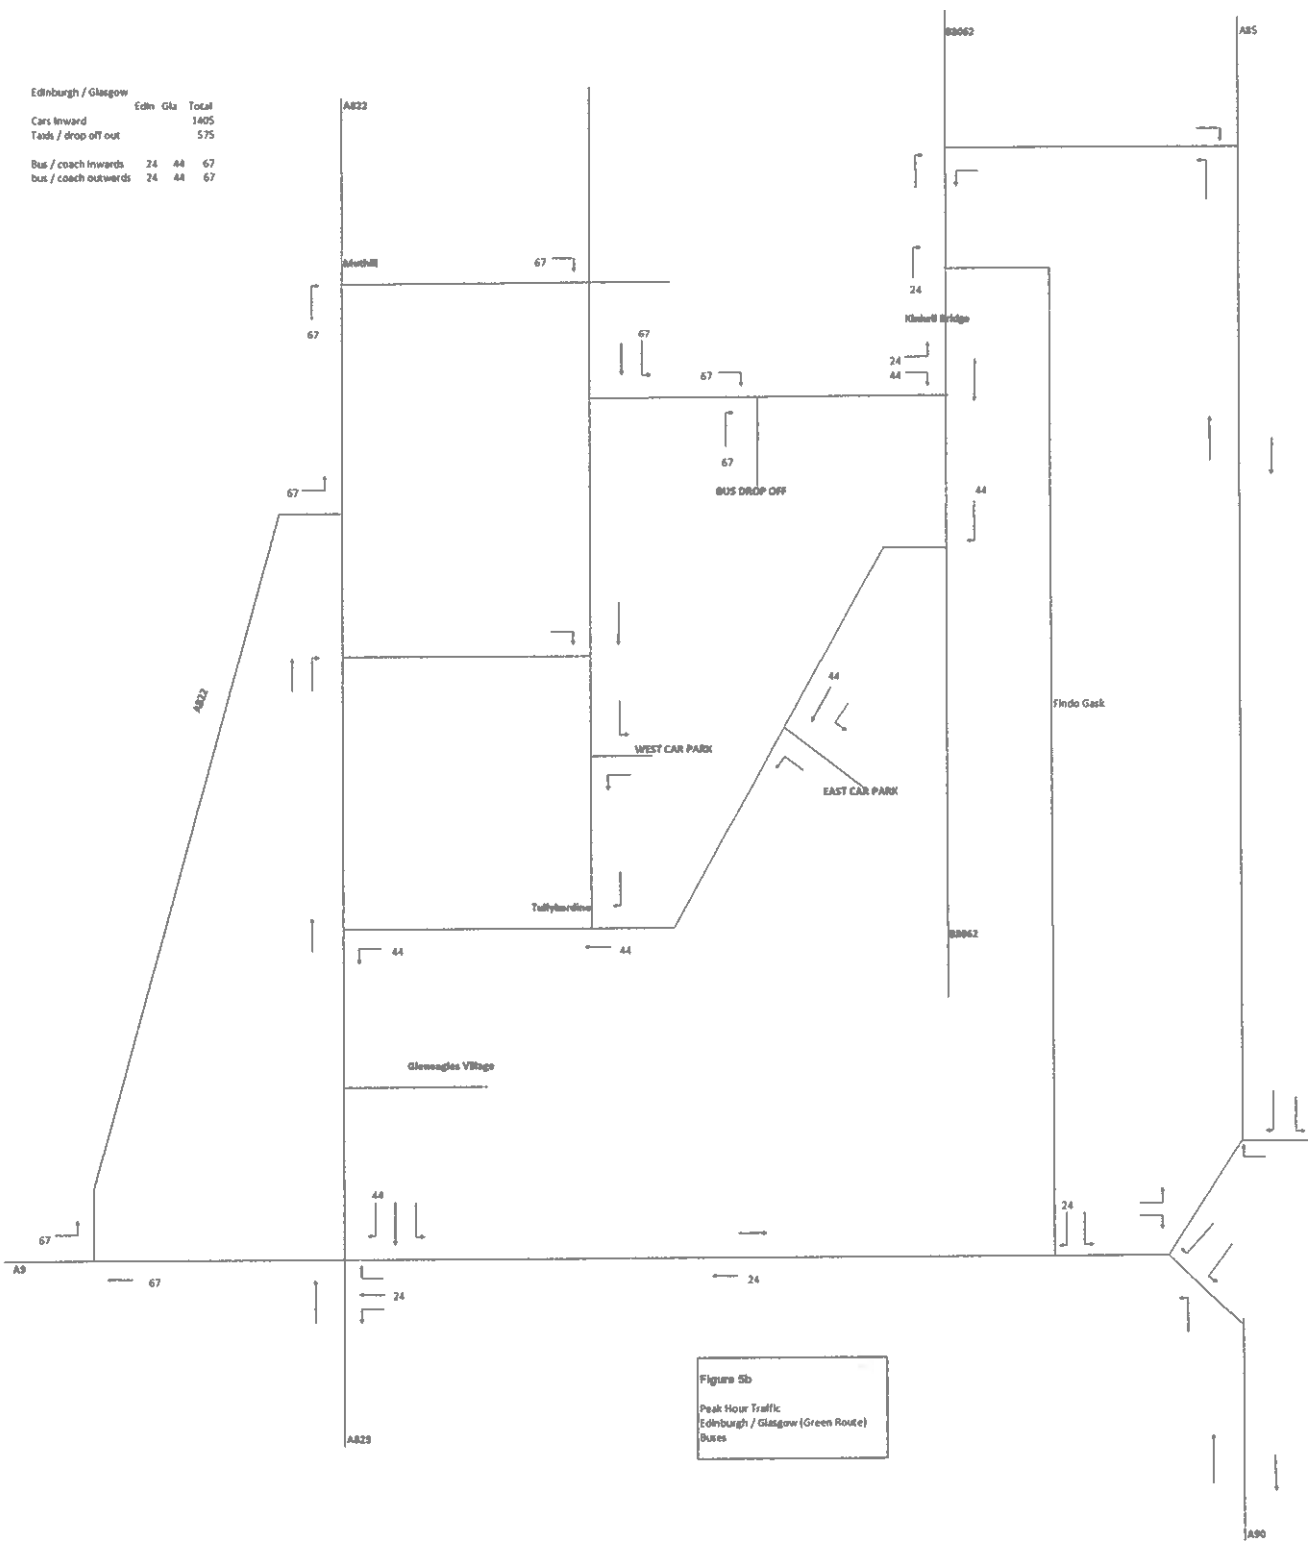 B8062
A85
Edinburgh / Glasgow
Edin Gla Total
Cars Inward 1405
Taxis / drop off out 575
Bus / coach inwards 24 44 67
bus / coach outwards 24 44 67
A822
Muthill
67
67
24
Kinkell Bridge
67
24
67
44
67
BUS DROP OFF
67
44
A822
44
Findo Gask
WEST CAR PARK
EAST CAR PARK
Tullybardine
B8062
44
44
Gleneagles Village
44
24
67
A9
67
24
24
Figure 5b
Peak Hour Traffic
Edinburgh / Glasgow (Green Route)
Buses
A823
A90